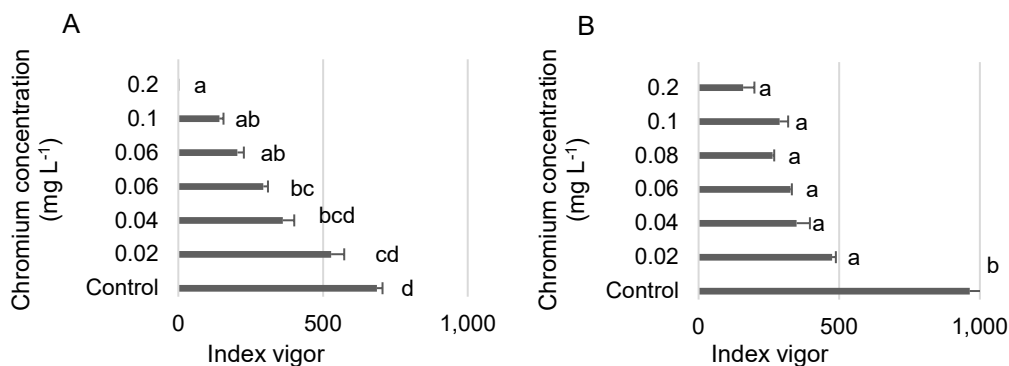 A
Chromium concentration
(mg L-1)
0.2
a
0.1
ab
0.06
ab
0.06
bc
0.04
bcd
0.02
cd
Control
d
0
500
1,000
Index vigor
B
Chromium concentration
(mg L-1)
0.2
a
0.1
a
0.08
a
0.06
a
0.04
a
0.02
a
Control
b
0
500
1,000
Index vigor